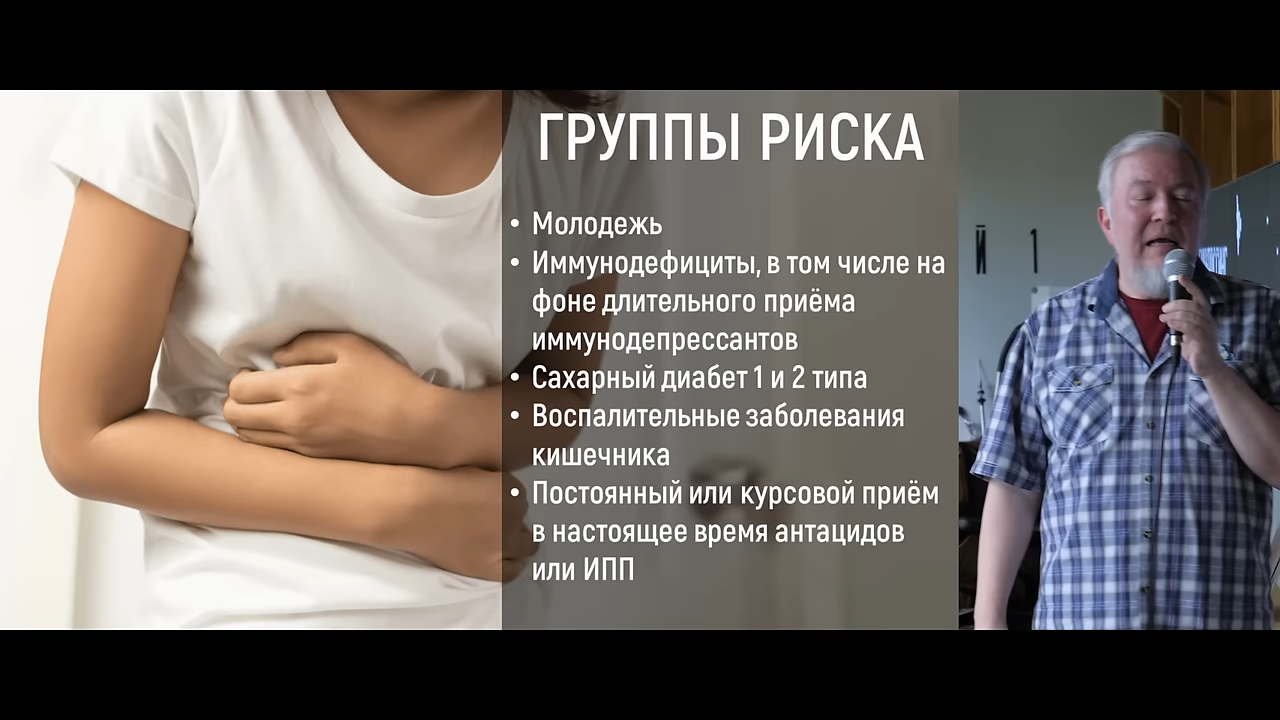 ГРУППЫ РИСКА
• Молодежь
• Иммунодефициты, в том числе на
фоне длительного приёма
иммунодепрессантов
• Сахарный диабет 1 и 2 типа
• Воспалительные заболевания
кишечника
• Постоянный или курсовой приём
в настоящее время антацидов
или ИПП
Й 1